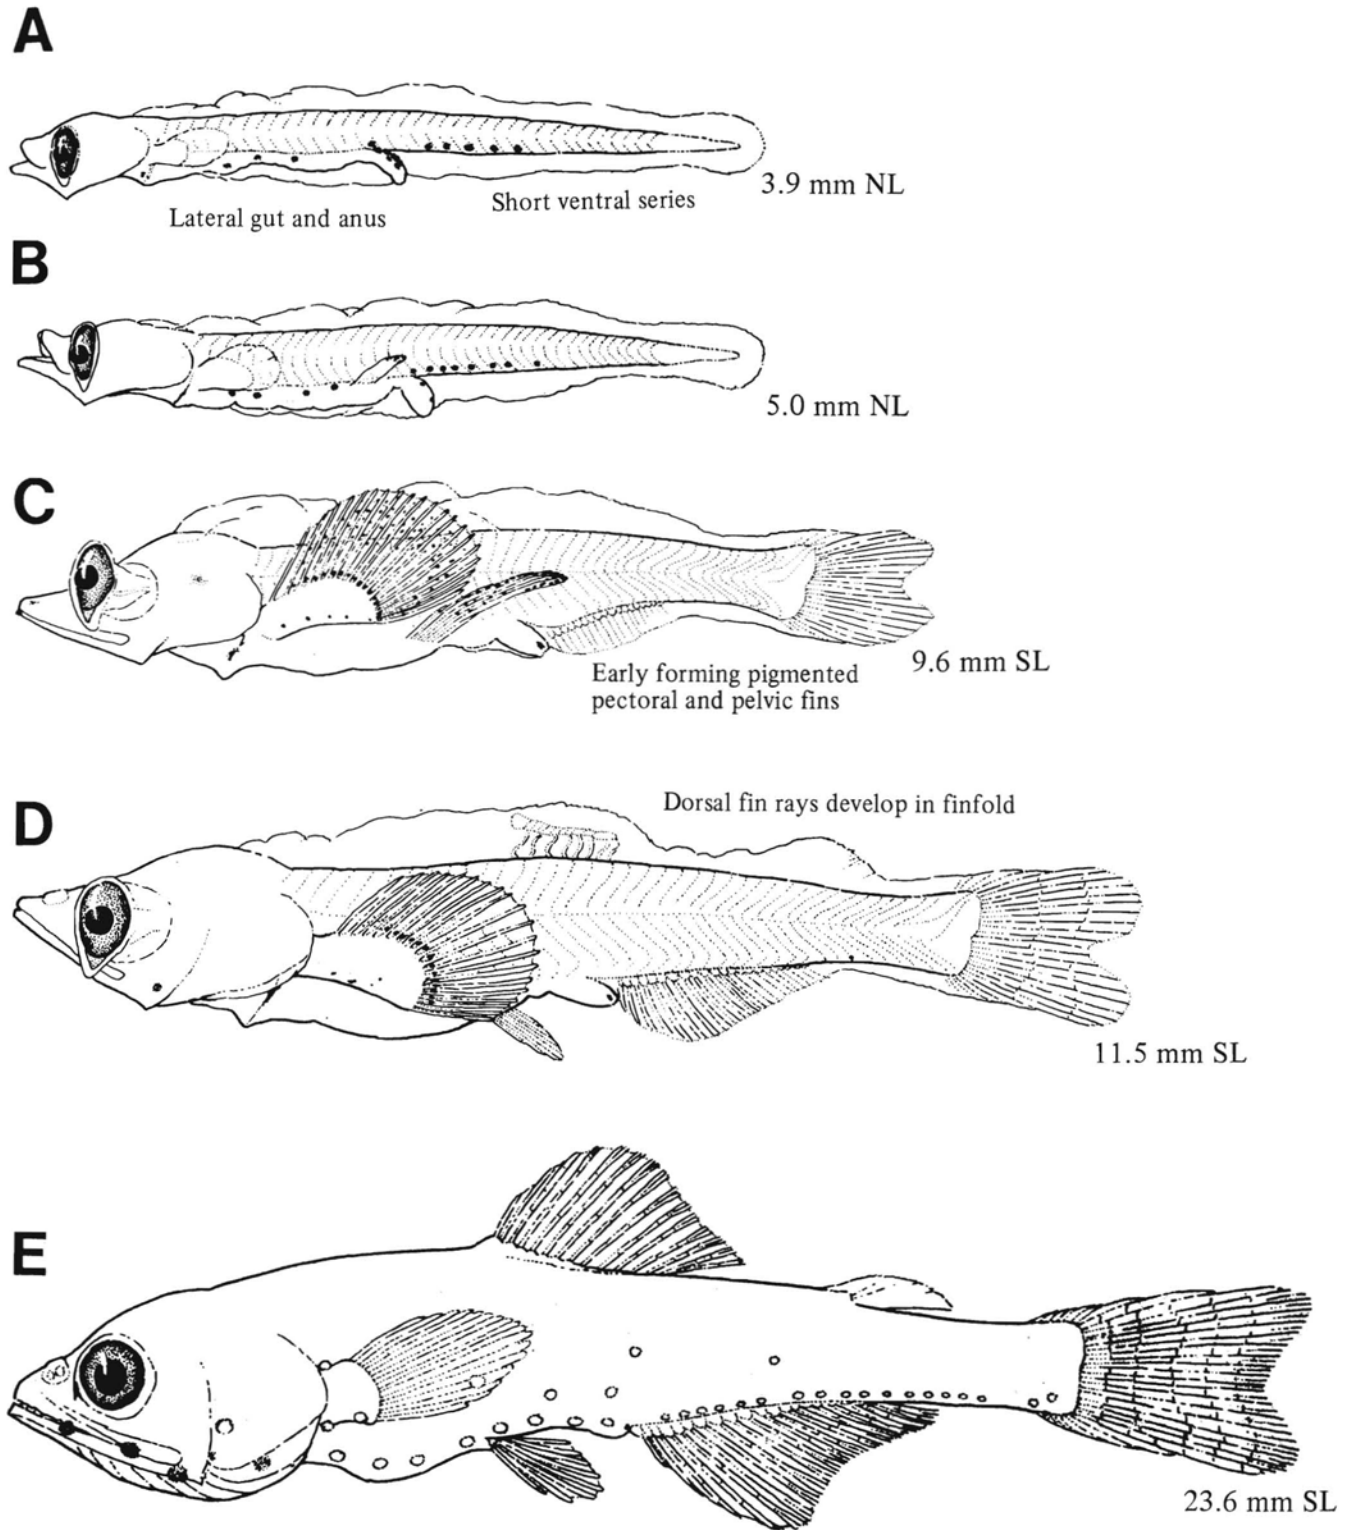 A
3.9 mm NL
Lateral gut and anus
Short ventral series
B
5.0 mm NL
C
9.6 mm SL
Early forming pigmented
pectoral and pelvic fins
D
Dorsal fin rays develop in finfold
11.5 mm SL
E
23.6 mm SL